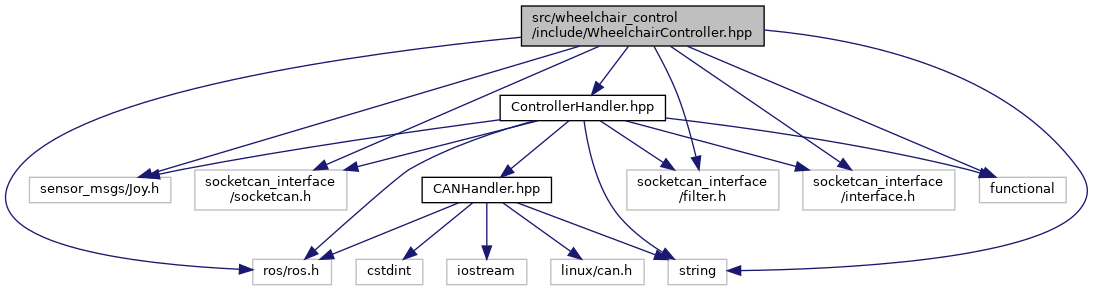 src/wheelchair_control
/include/WheelchairController.hpp
ControllerHandler.hpp
sensor_msgs/Joy.h
socketcan_interface
/socketcan.h
CANHandler.hpp
socketcan_interface
/filter.h
socketcan_interface
/interface.h
functional
ros/ros.h
cstdint
iostream
linux/can.h
string